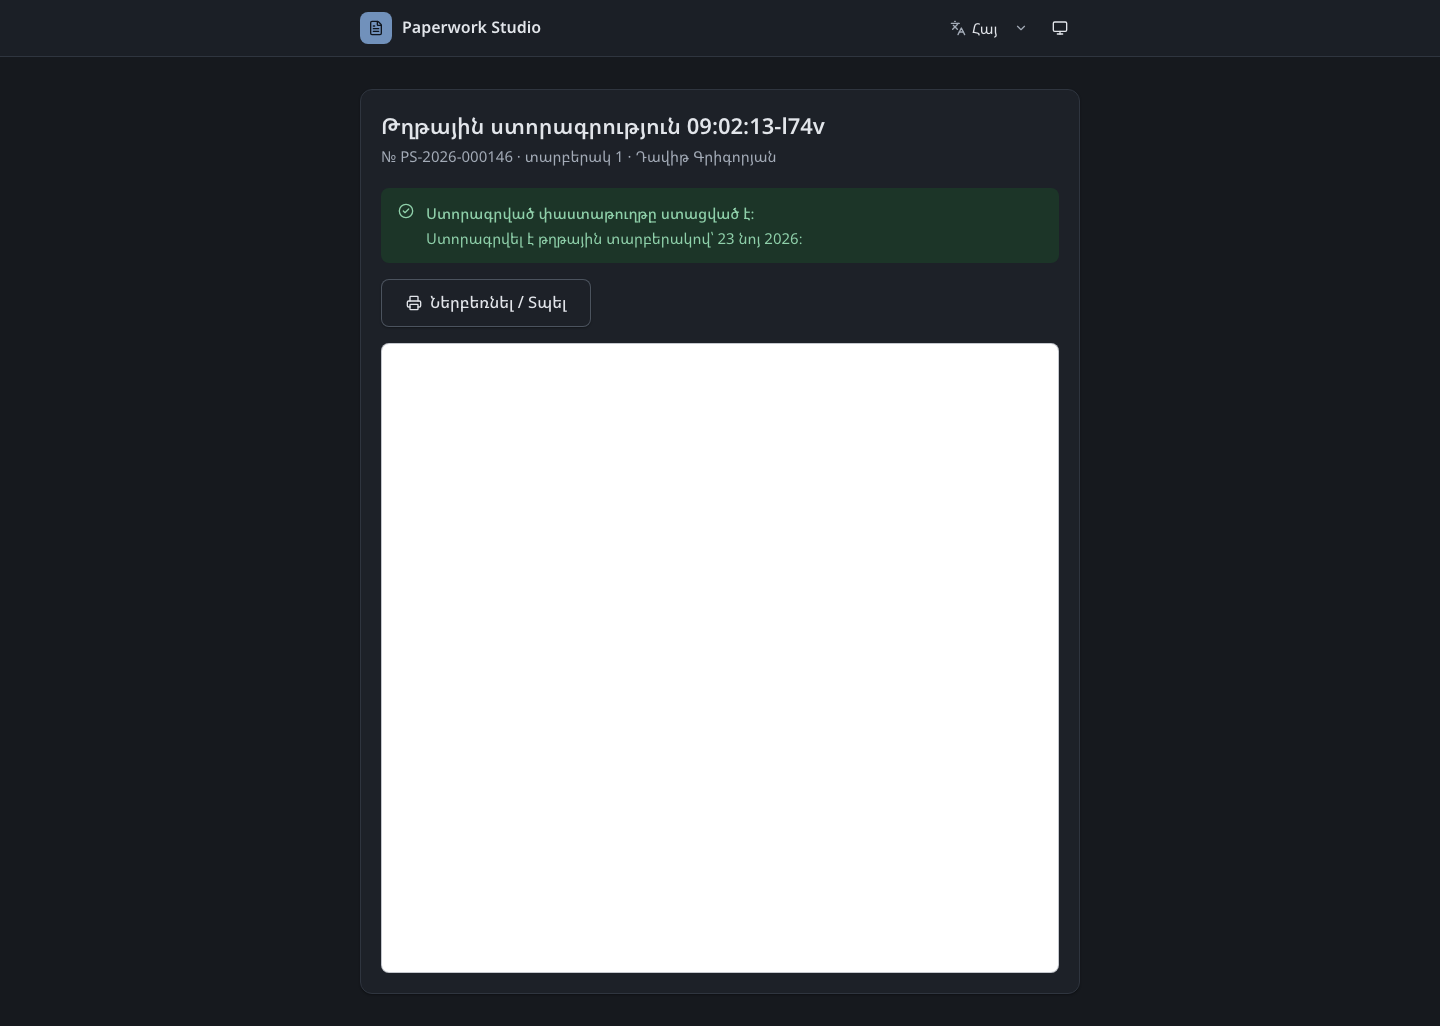 Paperwork Studio
Հայ
Թղթային ստորագրություն 09:02:13-l74v
№ PS-2026-000146 · տարբերակ 1 · Դավիթ Գրիգորյան
Ստորագրված փաստաթուղթը ստացված է։
Ստորագրվել է թղթային տարբերակով՝ 23 նոյ 2026։
Ներբեռնել / Տպել